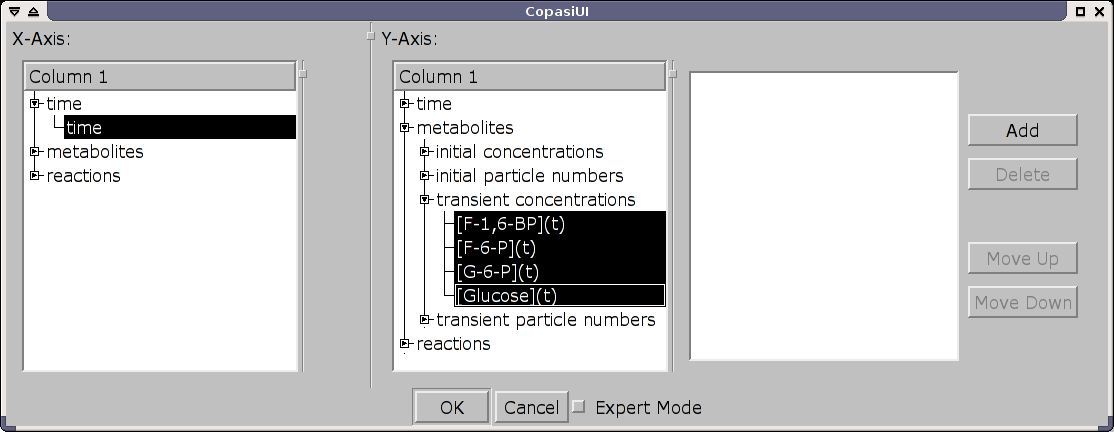 CopasiUI
X-Axis:
Column 1
time
time
metabolites
reactions
Y-Axis:
Column 1
time
metabolites
initial concentrations
initial particle numbers
transient concentrations
[F-1,6-BP](t)
[F-6-P](t)
[G-6-P](t)
[Glucose](t)
transient particle numbers
reactions
Add
Delete
Move Up
Move Down
OK
Cancel
Expert Mode